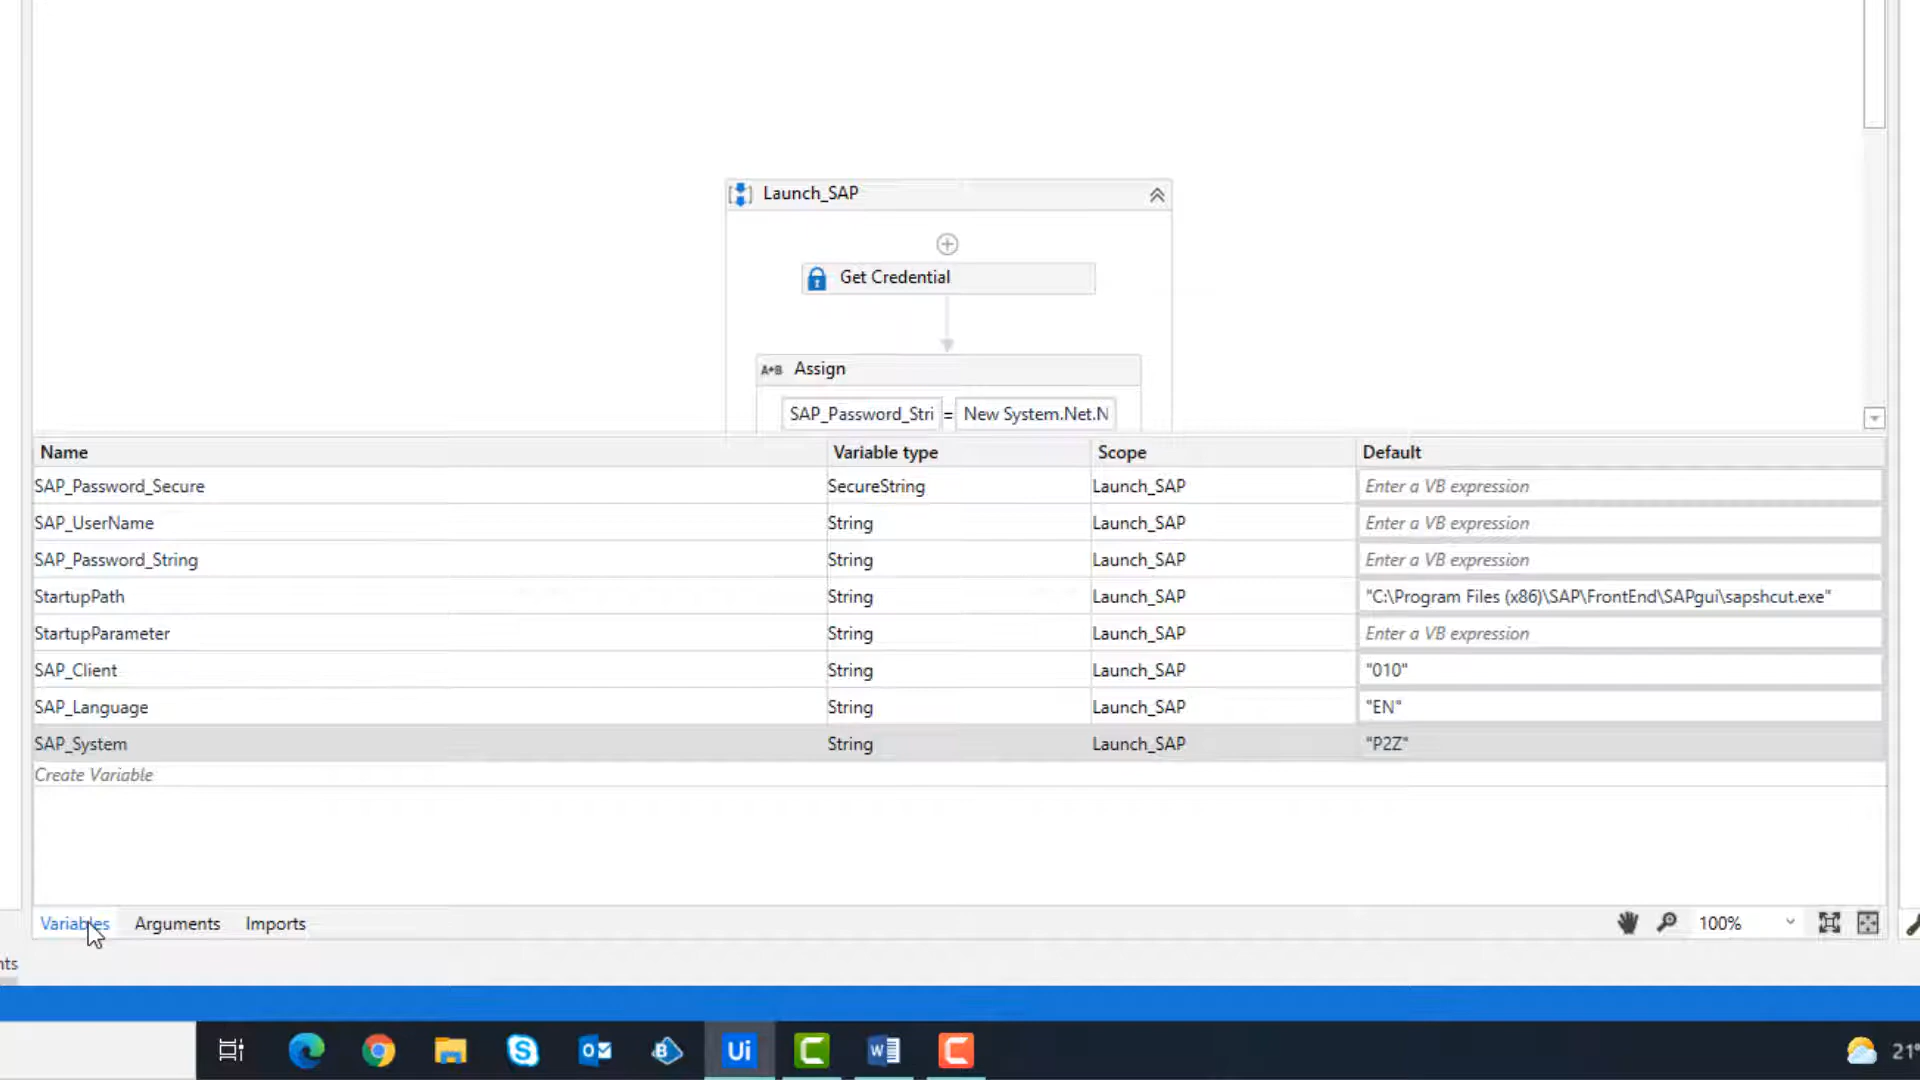 Launch_SAP
Get Credential
A+B Assign
SAP_Password_Stri = New System.Net.N
Name Variable type Scope Default
SAP_Password_Secure SecureString Launch_SAP Enter a VB expression
SAP_UserName String Launch_SAP Enter a VB expression
SAP_Password_String String Launch_SAP Enter a VB expression
StartupPath String Launch_SAP "C:\Program Files (x86)\SAP\FrontEnd\SAPgui\sapshcut.exe"
StartupParameter String Launch_SAP Enter a VB expression
SAP_Client String Launch_SAP "010"
SAP_Language String Launch_SAP "EN"
SAP_System String Launch_SAP "P2Z"
Create Variable
Variables Arguments Imports 100%
nts
Ui 21°